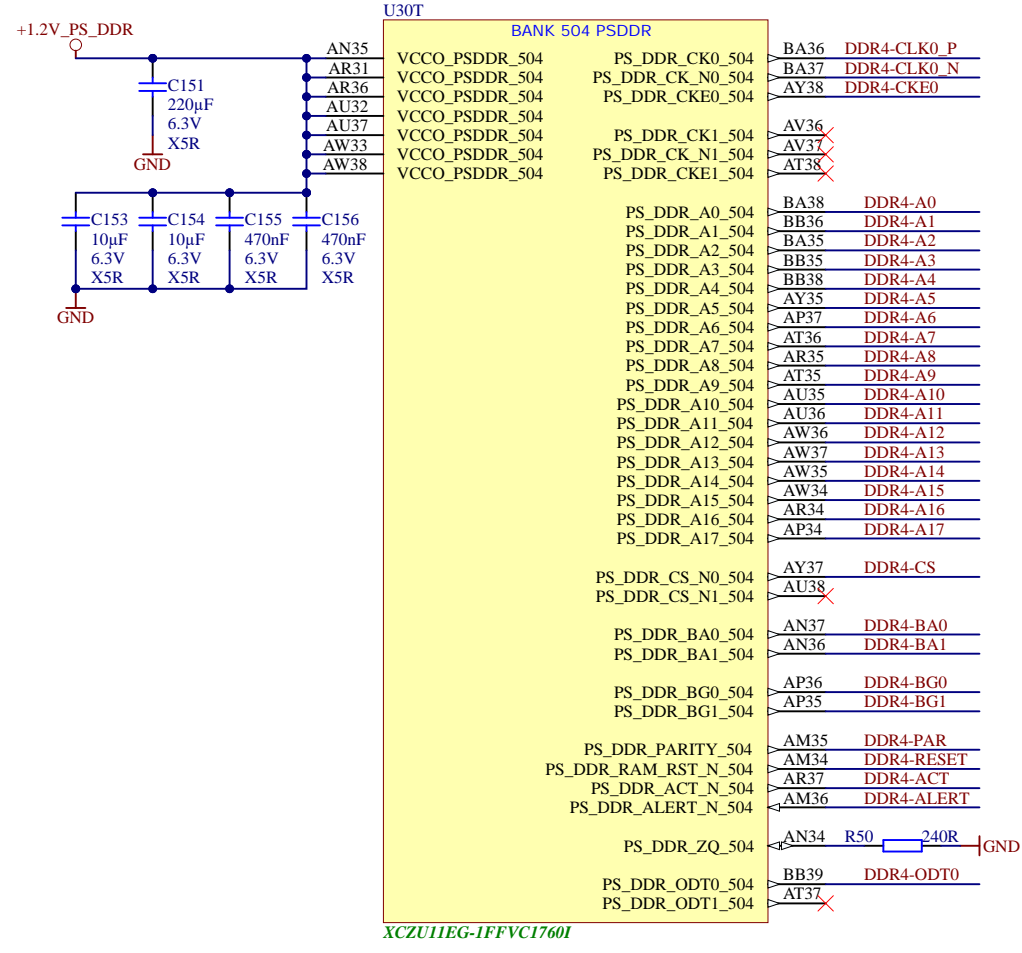 U30T
BANK 504 PSDDR
+1.2V_PS_DDR
C151
220µF
6.3V
X5R
GND
C153
10µF
6.3V
X5R
C154
10µF
6.3V
X5R
C155
470nF
6.3V
X5R
C156
470nF
6.3V
X5R
GND
AN35 VCCO_PSDDR_504
AR31 VCCO_PSDDR_504
AR36 VCCO_PSDDR_504
AU32 VCCO_PSDDR_504
AU37 VCCO_PSDDR_504
AW33 VCCO_PSDDR_504
AW38 VCCO_PSDDR_504
PS_DDR_CK0_504 BA36 DDR4-CLK0_P
PS_DDR_CK_N0_504 BA37 DDR4-CLK0_N
PS_DDR_CKE0_504 AY38 DDR4-CKE0
PS_DDR_CK1_504 AV36
PS_DDR_CK_N1_504 AV37
PS_DDR_CKE1_504 AT38
PS_DDR_A0_504 BA38 DDR4-A0
PS_DDR_A1_504 BB36 DDR4-A1
PS_DDR_A2_504 BA35 DDR4-A2
PS_DDR_A3_504 BB35 DDR4-A3
PS_DDR_A4_504 BB38 DDR4-A4
PS_DDR_A5_504 AY35 DDR4-A5
PS_DDR_A6_504 AP37 DDR4-A6
PS_DDR_A7_504 AT36 DDR4-A7
PS_DDR_A8_504 AR35 DDR4-A8
PS_DDR_A9_504 AT35 DDR4-A9
PS_DDR_A10_504 AU35 DDR4-A10
PS_DDR_A11_504 AU36 DDR4-A11
PS_DDR_A12_504 AW36 DDR4-A12
PS_DDR_A13_504 AW37 DDR4-A13
PS_DDR_A14_504 AW35 DDR4-A14
PS_DDR_A15_504 AW34 DDR4-A15
PS_DDR_A16_504 AR34 DDR4-A16
PS_DDR_A17_504 AP34 DDR4-A17
PS_DDR_CS_N0_504 AY37 DDR4-CS
PS_DDR_CS_N1_504 AU38
PS_DDR_BA0_504 AN37 DDR4-BA0
PS_DDR_BA1_504 AN36 DDR4-BA1
PS_DDR_BG0_504 AP36 DDR4-BG0
PS_DDR_BG1_504 AP35 DDR4-BG1
PS_DDR_PARITY_504 AM35 DDR4-PAR
PS_DDR_RAM_RST_N_504 AM34 DDR4-RESET
PS_DDR_ACT_N_504 AR37 DDR4-ACT
PS_DDR_ALERT_N_504 AM36 DDR4-ALERT
PS_DDR_ZQ_504 AN34 R50 240R GND
PS_DDR_ODT0_504 BB39 DDR4-ODT0
PS_DDR_ODT1_504 AT37
XCZU11EG-1FFVC1760I